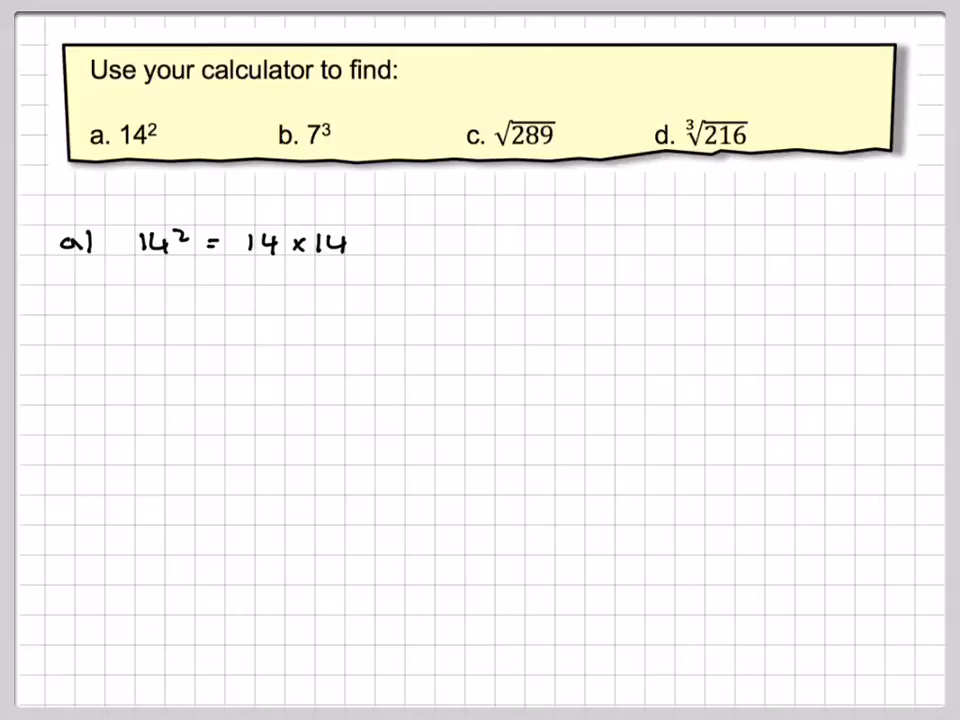 Use your calculator to find:
a. 14² b. 7³ c. √289 d. ∛216
a) 14² = 14 × 14